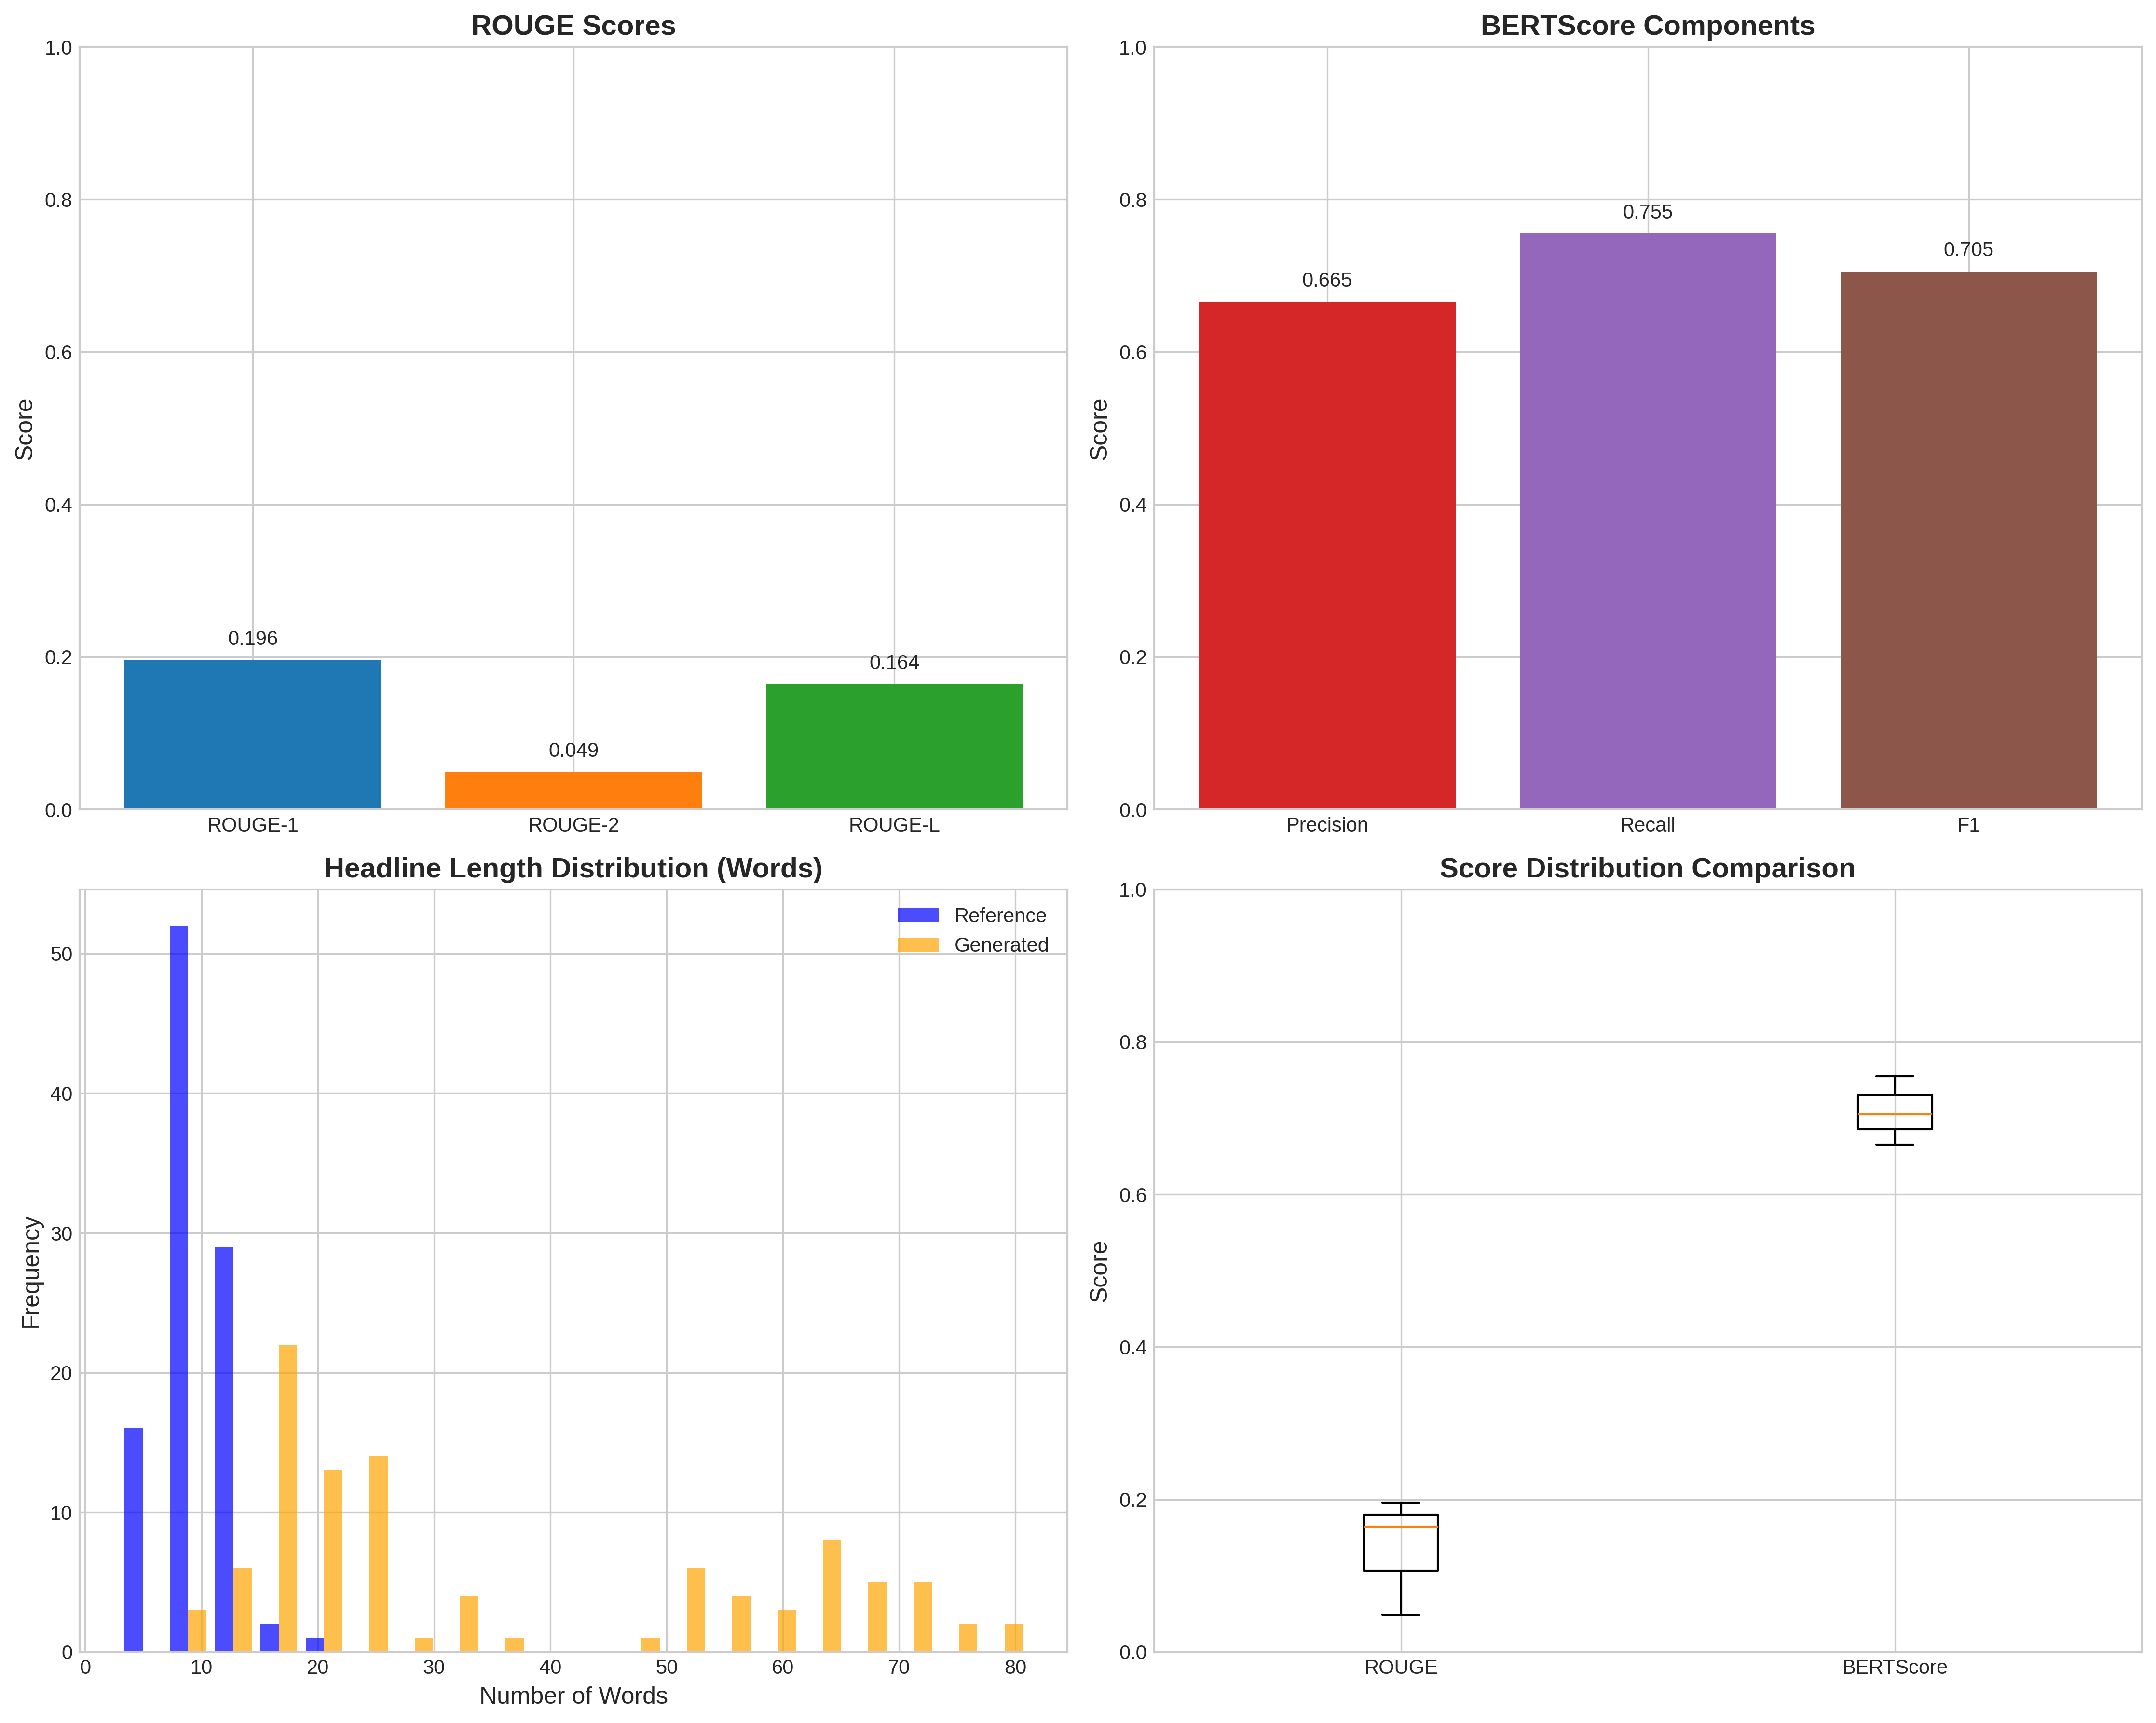 ROUGE Scores
1.0
0.8
0.6
0.4
0.2
0.0
Score
0.196
0.049
0.164
ROUGE-1 ROUGE-2 ROUGE-L
BERTScore Components
1.0
0.8
0.6
0.4
0.2
0.0
Score
0.665
0.755
0.705
Precision Recall F1
Headline Length Distribution (Words)
Reference
Generated
50
40
30
20
10
0
Frequency
0 10 20 30 40 50 60 70 80
Number of Words
Score Distribution Comparison
1.0
0.8
0.6
0.4
0.2
0.0
Score
ROUGE BERTScore